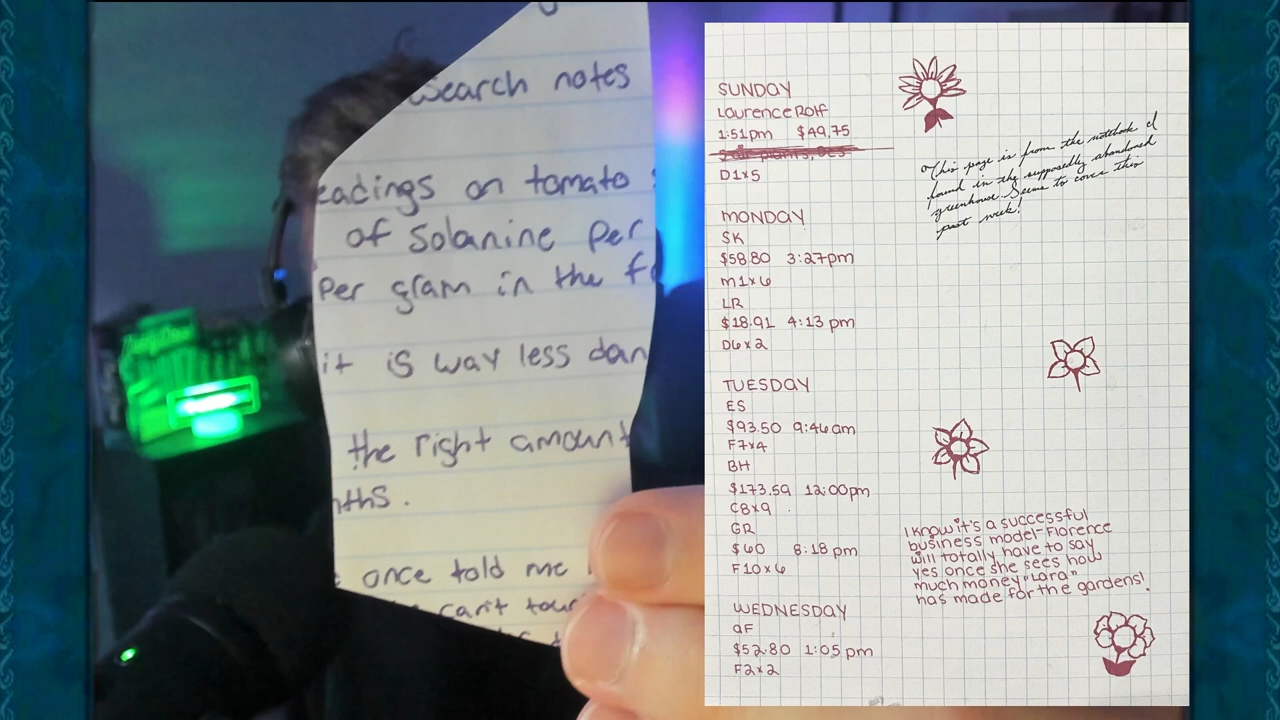 search notes
eadings on tomato
of Solanine per
per gram in the
it is way less dan
the right amount
nths.
once told me
can't tour
SUNDAY
Laurence Rolf
1:51pm $49.75
D1x5
MONDAY
SK
$58.80 3:27pm
M1x6
LR
$18.91 4:13 pm
D6x2
TUESDAY
ES
$93.50 9:46am
F7x4
BH
$173.59 12:00pm
C8x9
GR
$60 8:18 pm
F10x6
WEDNESDAY
QF
$52.80 1:05 pm
F2x2
This page is from the notebook I
found in the supposedly abandoned
greenhouse. Seems to cover this
past week!
I know it's a successful
business model-Florence
will totally have to say
yes once she sees how
much money "Lara"
has made for the gardens!